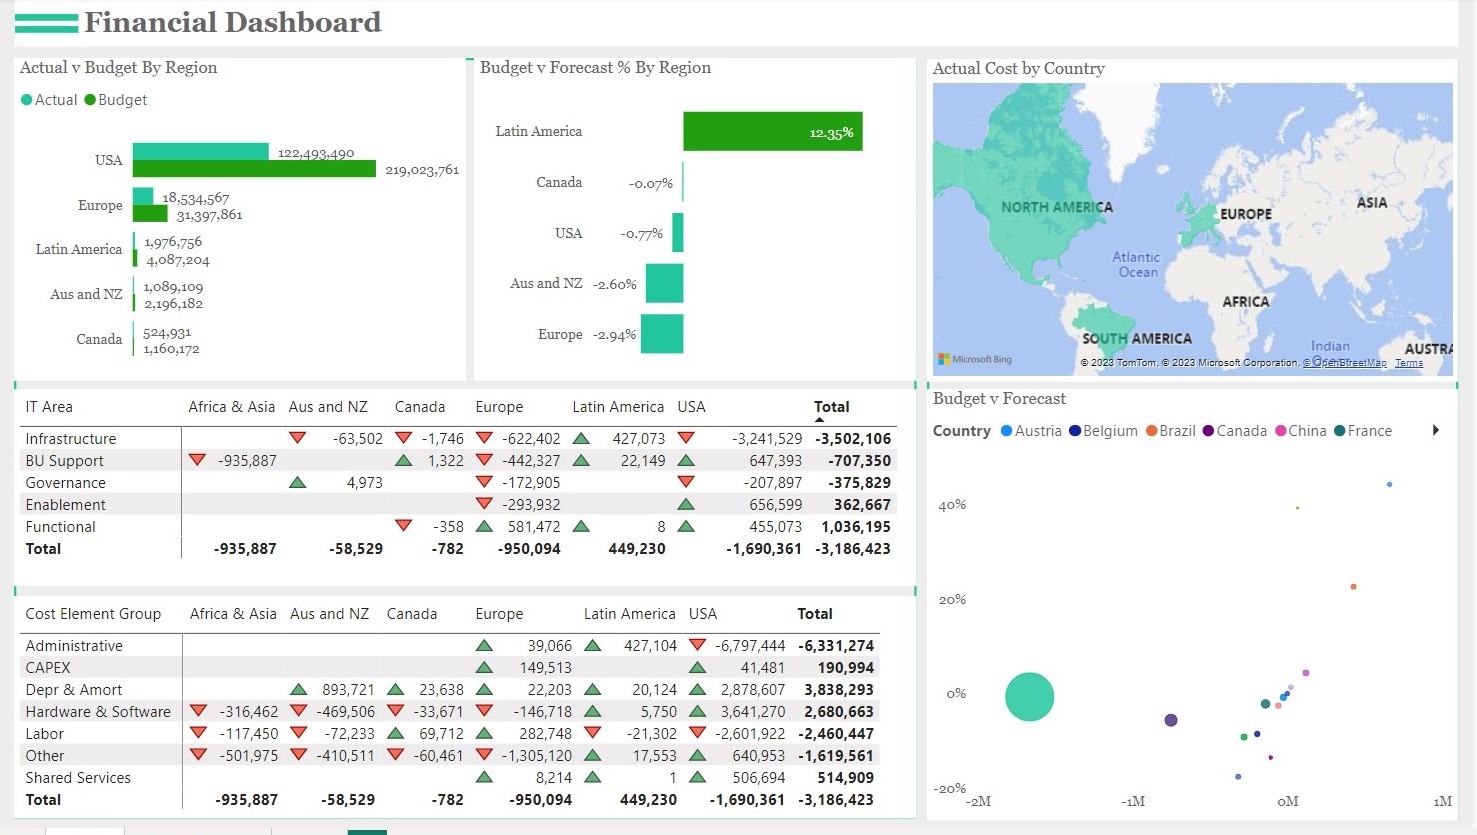 Financial Dashboard
Actual v Budget By Region
Actual Budget
USA 122,493,490
219,023,761
Europe 18,534,567
31,397,861
Latin America 1,976,756
4,087,204
Aus and NZ 1,089,109
2,196,182
Canada 524,931
1,160,172
Budget v Forecast % By Region
Latin America 12.35%
Canada -0.07%
USA -0.77%
Aus and NZ -2.60%
Europe -2.94%
Actual Cost by Country
NORTH AMERICA
EUROPE
ASIA
Atlantic
Ocean
AFRICA
SOUTH AMERICA
Indian
AUSTRA
Microsoft Bing
© 2023 TomTom, © 2023 Microsoft Corporation, © OpenStreetMap Terms
IT Area Africa & Asia Aus and NZ Canada Europe Latin America USA Total
Infrastructure -63,502 -1,746 -622,402 427,073 -3,241,529 -3,502,106
BU Support -935,887 1,322 -442,327 22,149 647,393 -707,350
Governance 4,973 -172,905 -207,897 -375,829
Enablement -293,932 656,599 362,667
Functional -358 581,472 8 455,073 1,036,195
Total -935,887 -58,529 -782 -950,094 449,230 -1,690,361 -3,186,423
Cost Element Group Africa & Asia Aus and NZ Canada Europe Latin America USA Total
Administrative 39,066 427,104 -6,797,444 -6,331,274
CAPEX 149,513 41,481 190,994
Depr & Amort 893,721 23,638 22,203 20,124 2,878,607 3,838,293
Hardware & Software -316,462 -469,506 -33,671 -146,718 5,750 3,641,270 2,680,663
Labor -117,450 -72,233 69,712 282,748 -21,302 -2,601,922 -2,460,447
Other -501,975 -410,511 -60,461 -1,305,120 17,553 640,953 -1,619,561
Shared Services 8,214 1 506,694 514,909
Total -935,887 -58,529 -782 -950,094 449,230 -1,690,361 -3,186,423
Budget v Forecast
Country Austria Belgium Brazil Canada China France
40%
20%
0%
-20%
-2M -1M 0M 1M